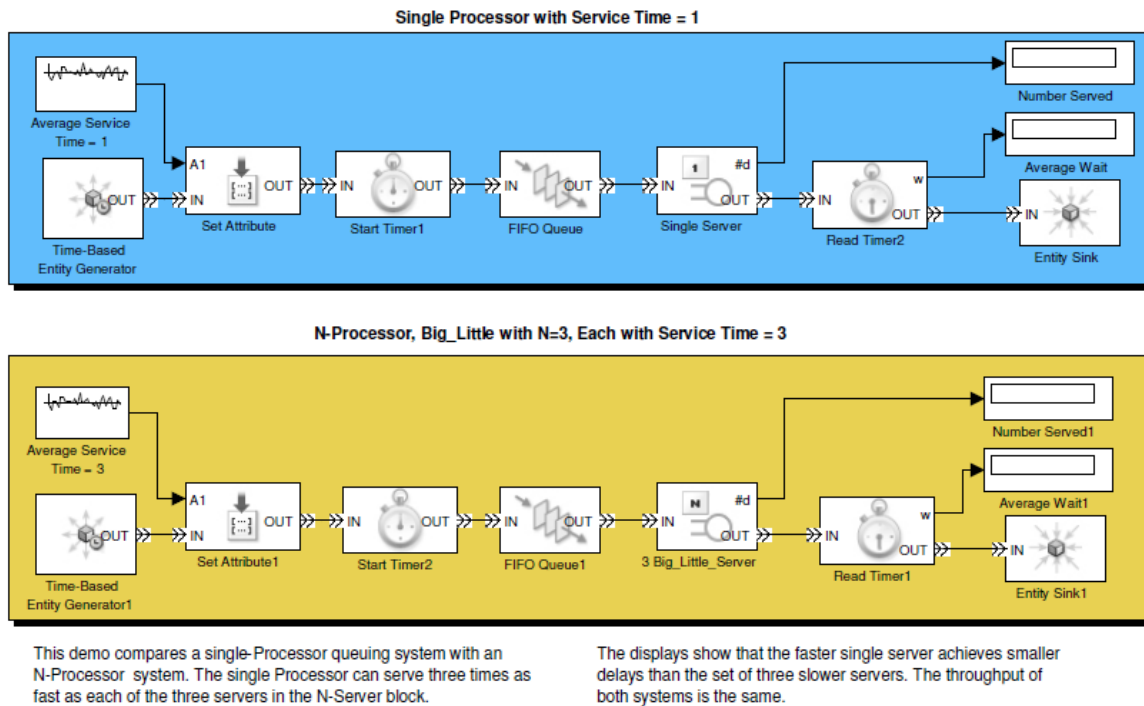 Single Processor with Service Time = 1
Average Service
Time = 1
Number Served
Average Wait
A1
IN
OUT
Set Attribute
IN
OUT
Start Timer1
IN
OUT
FIFO Queue
1
IN
#d
OUT
Single Server
IN
w
OUT
Read Timer2
IN
Entity Sink
OUT
Time-Based
Entity Generator
N-Processor, Big_Little with N=3, Each with Service Time = 3
Average Service
Time = 3
Number Served1
Average Wait1
A1
IN
OUT
Set Attribute1
IN
OUT
Start Timer2
IN
OUT
FIFO Queue1
N
IN
#d
OUT
3 Big_Little_Server
IN
w
OUT
Read Timer1
IN
Entity Sink1
OUT
Time-Based
Entity Generator1
This demo compares a single-Processor queuing system with an
N-Processor system. The single Processor can serve three times as
fast as each of the three servers in the N-Server block.
The displays show that the faster single server achieves smaller
delays than the set of three slower servers. The throughput of
both systems is the same.